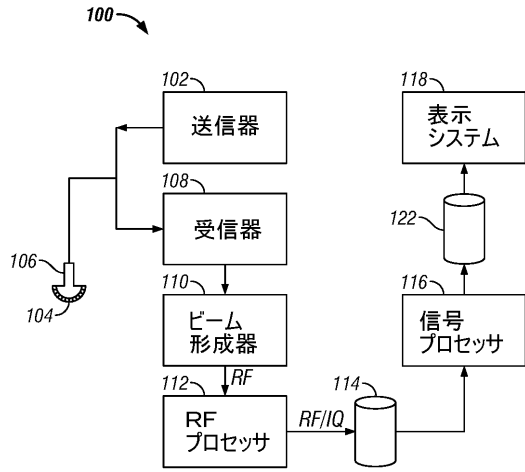 100
102
送信器
108
受信器
106
104
110
ビーム
形成器
RF
112
RF
プロセッサ
RF/IQ
114
116
信号
プロセッサ
122
118
表示
システム